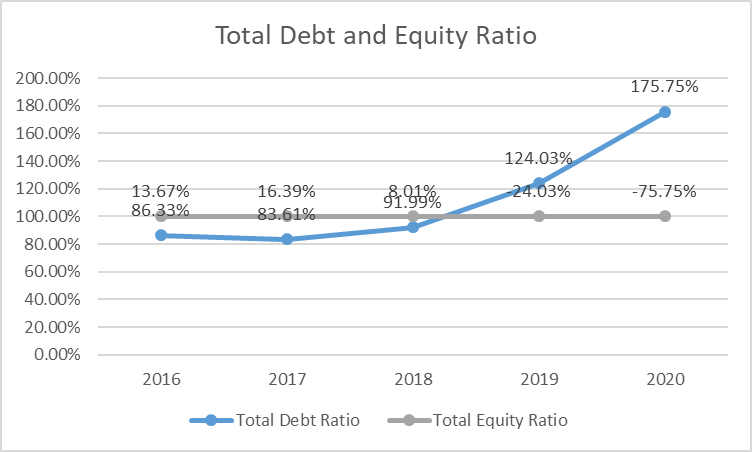 Total Debt and Equity Ratio
200.00%
180.00%
160.00%
140.00%
120.00%
100.00%
80.00%
60.00%
40.00%
20.00%
0.00%
175.75%
124.03%
13.67% 16.39% 8.01% -24.03% -75.75%
86.33% 83.61% 91.99%
2016 2017 2018 2019 2020
Total Debt Ratio Total Equity Ratio